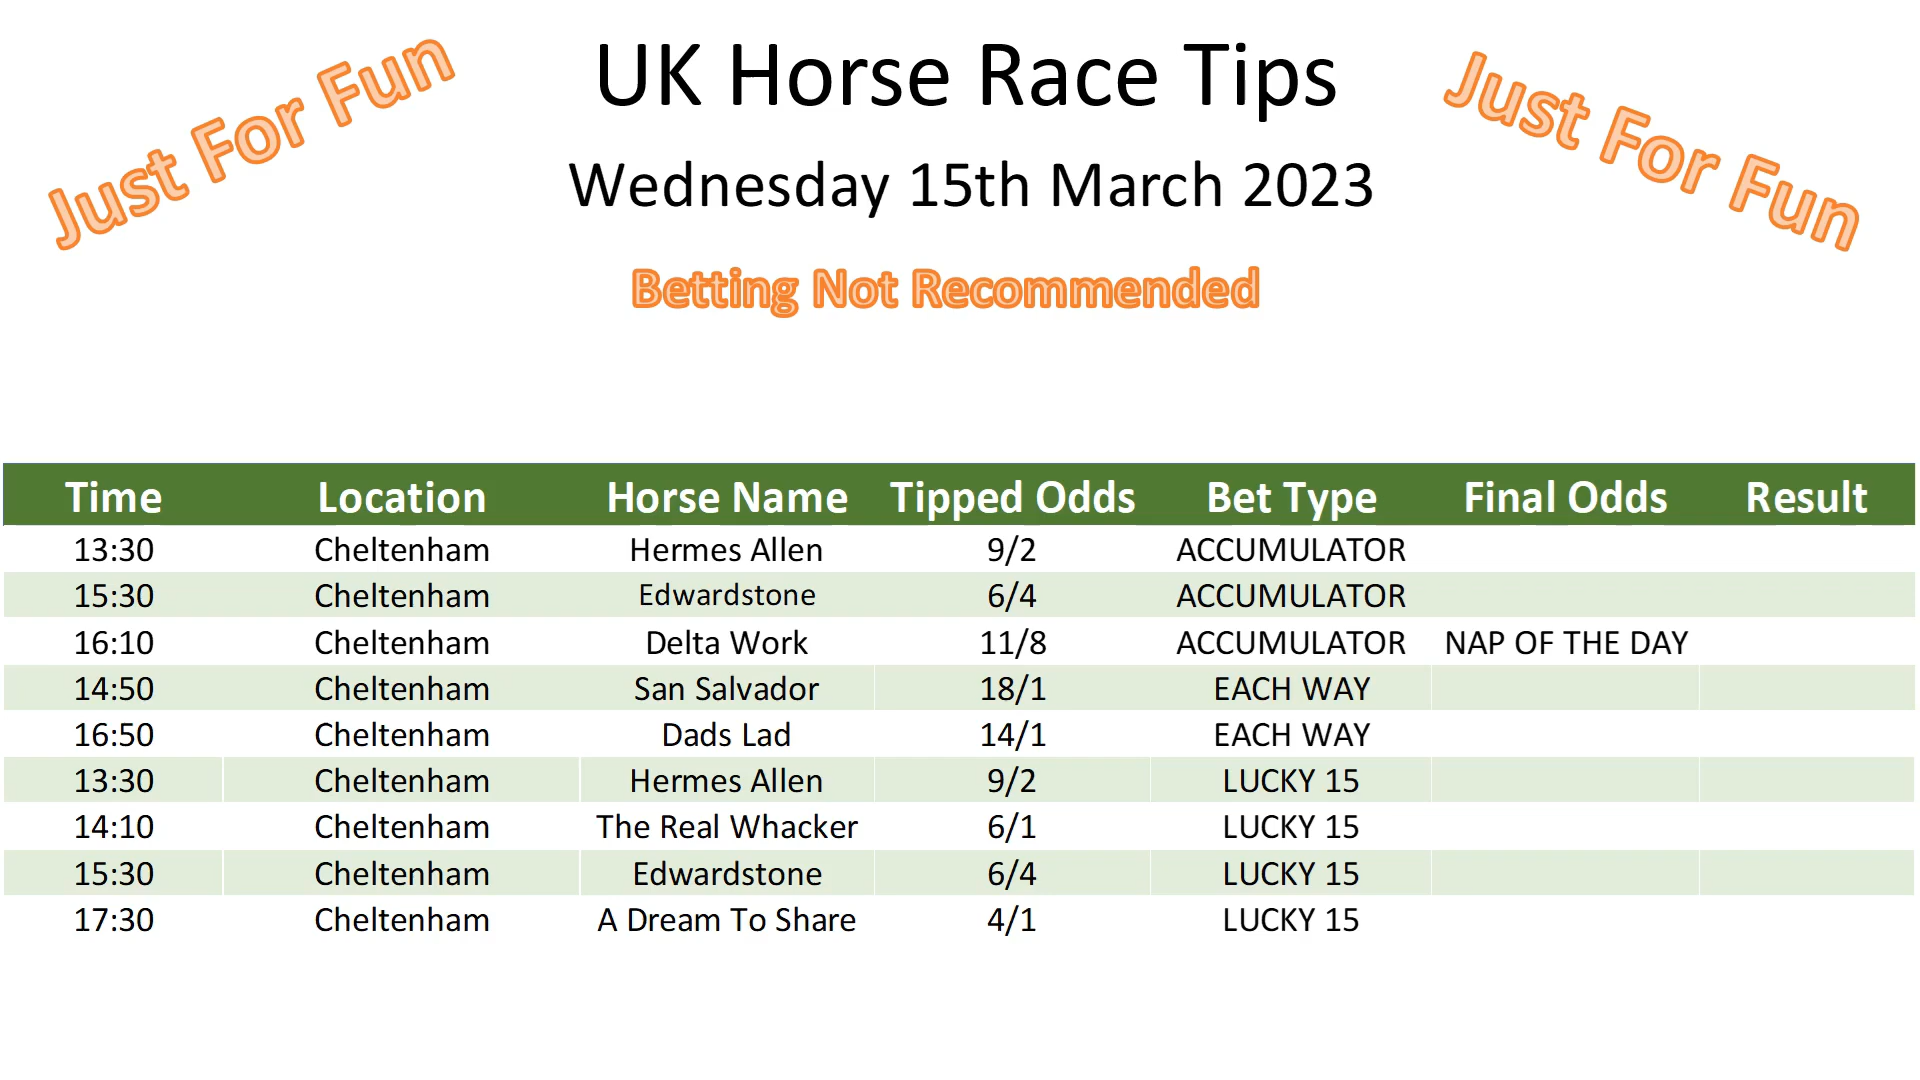 Just For Fun
UK Horse Race Tips
Just For Fun
Wednesday 15th March 2023
Betting Not Recommended
Time Location Horse Name Tipped Odds Bet Type Final Odds Result
13:30 Cheltenham Hermes Allen 9/2 ACCUMULATOR
15:30 Cheltenham Edwardstone 6/4 ACCUMULATOR
16:10 Cheltenham Delta Work 11/8 ACCUMULATOR NAP OF THE DAY
14:50 Cheltenham San Salvador 18/1 EACH WAY
16:50 Cheltenham Dads Lad 14/1 EACH WAY
13:30 Cheltenham Hermes Allen 9/2 LUCKY 15
14:10 Cheltenham The Real Whacker 6/1 LUCKY 15
15:30 Cheltenham Edwardstone 6/4 LUCKY 15
17:30 Cheltenham A Dream To Share 4/1 LUCKY 15